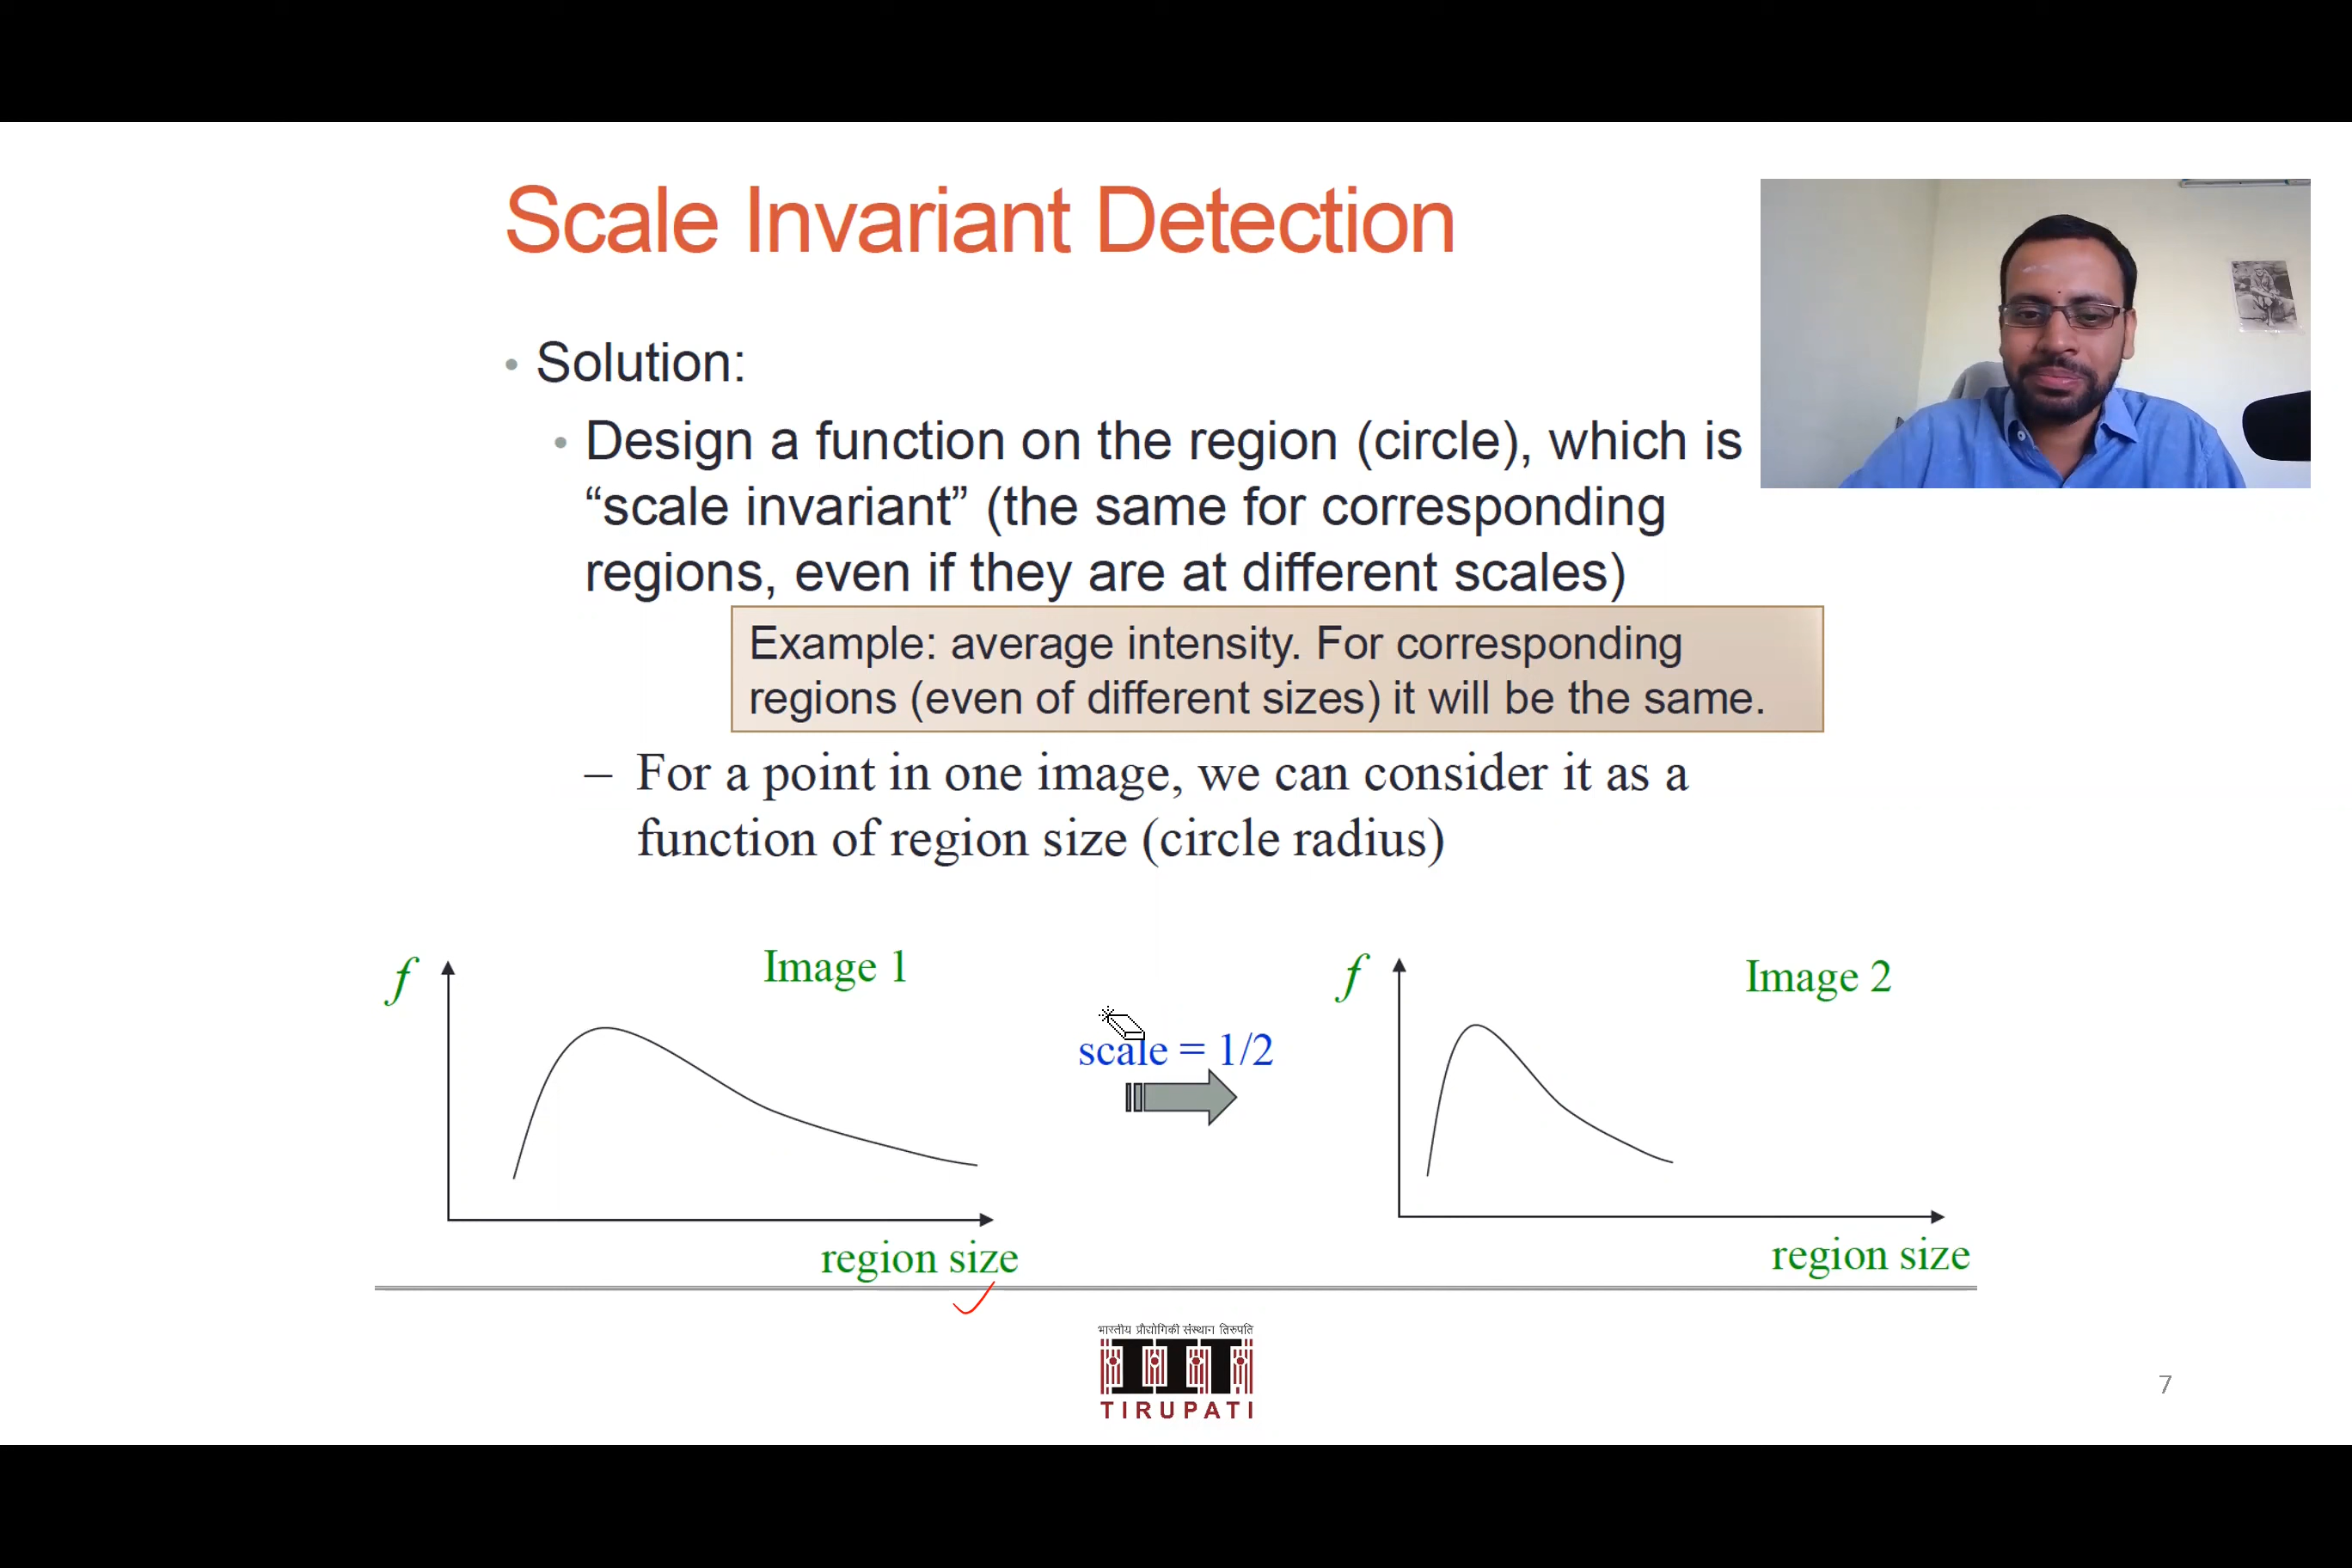 Scale Invariant Detection
• Solution:
• Design a function on the region (circle), which is
“scale invariant” (the same for corresponding
regions, even if they are at different scales)
Example: average intensity. For corresponding
regions (even of different sizes) it will be the same.
– For a point in one image, we can consider it as a
function of region size (circle radius)
f
Image 1
scale = 1/2
f
Image 2
region size
region size
भारतीय प्रौद्योगिकी संस्थान तिरुपति
TIRUPATI
7